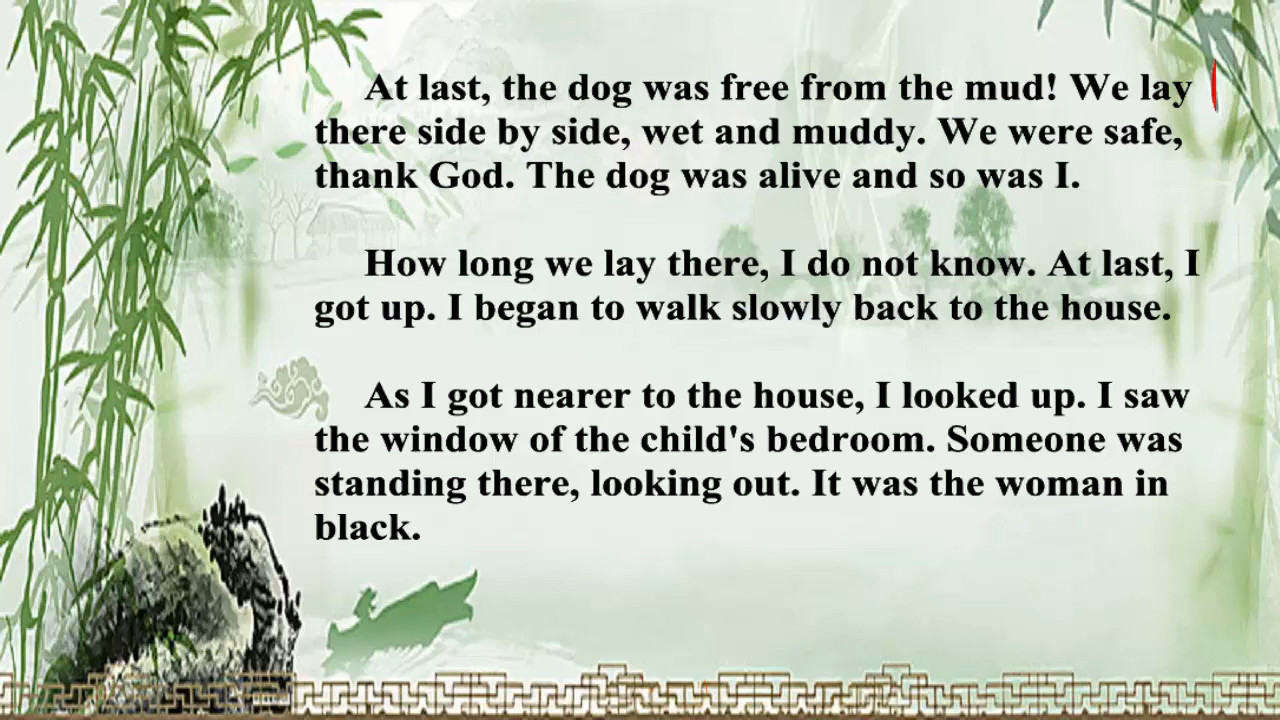 At last, the dog was free from the mud! We lay
there side by side, wet and muddy. We were safe,
thank God. The dog was alive and so was I.
How long we lay there, I do not know. At last, I
got up. I began to walk slowly back to the house.
As I got nearer to the house, I looked up. I saw
the window of the child's bedroom. Someone was
standing there, looking out. It was the woman in
black.